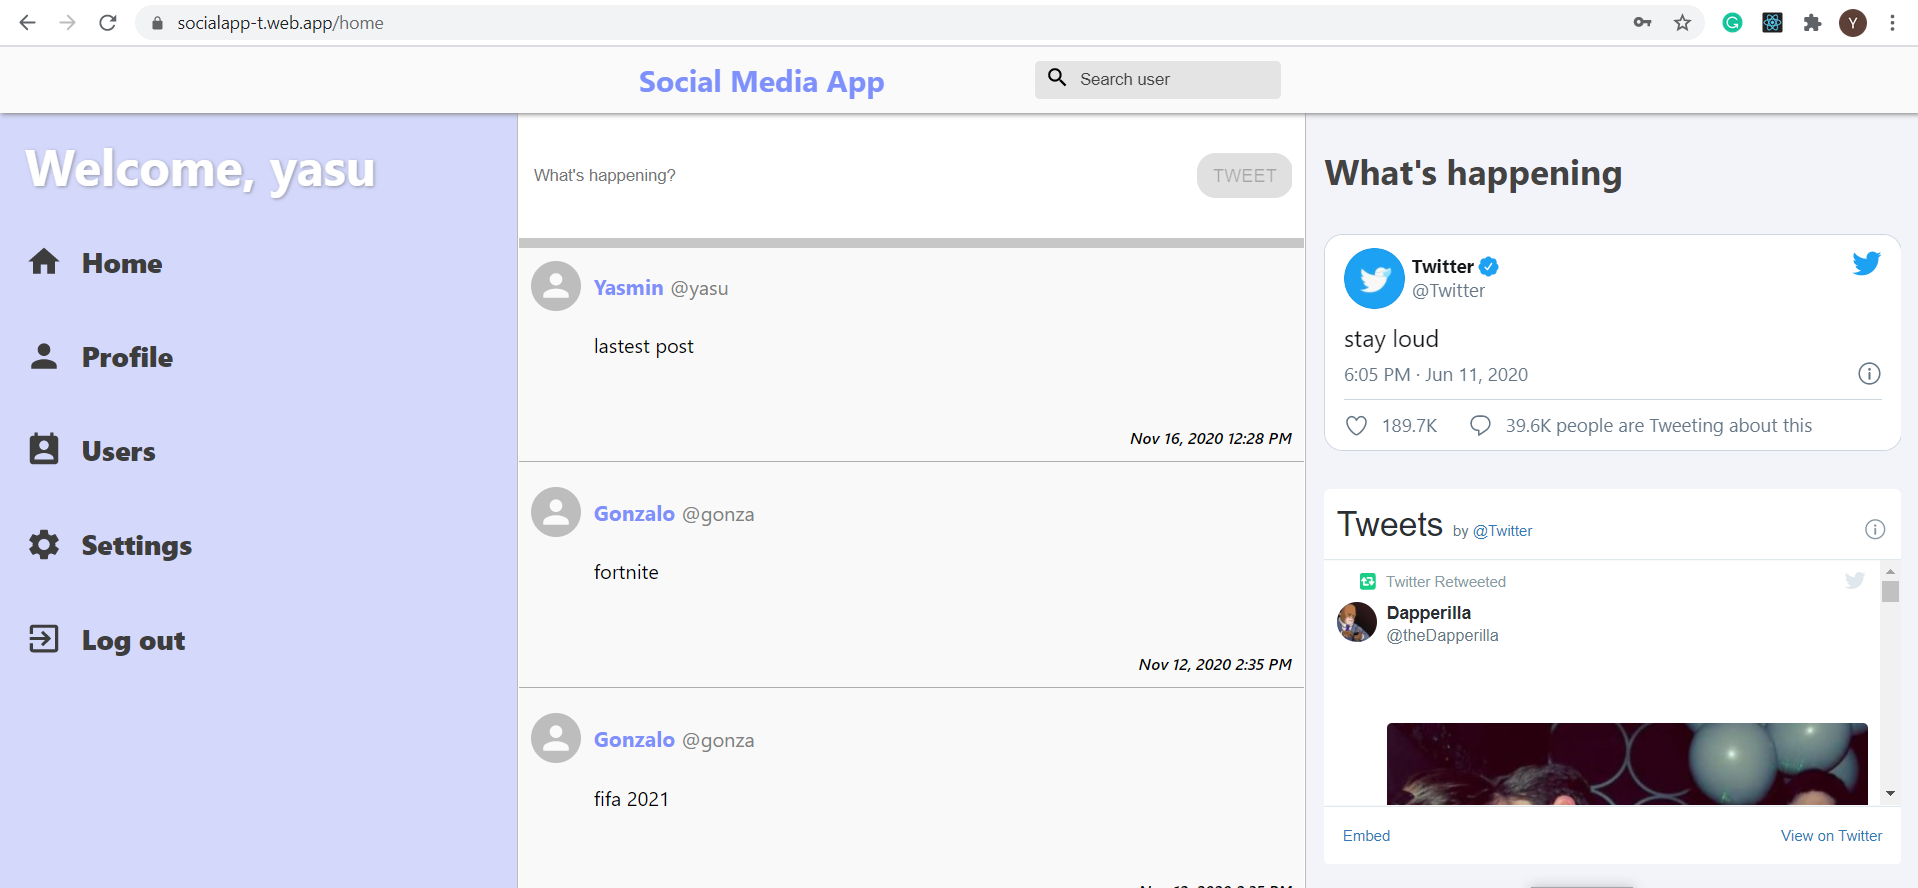 socialapp-t.web.app/home
Y
Social Media App
Search user
Welcome, yasu
Home
Profile
Users
Settings
Log out
What's happening?
TWEET
Yasmin @yasu
lastest post
Nov 16, 2020 12:28 PM
Gonzalo @gonza
fortnite
Nov 12, 2020 2:35 PM
Gonzalo @gonza
fifa 2021
What's happening
Twitter
@Twitter
stay loud
6:05 PM · Jun 11, 2020
189.7K 39.6K people are Tweeting about this
Tweets by @Twitter
Twitter Retweeted
Dapperilla
@theDapperilla
Embed
View on Twitter